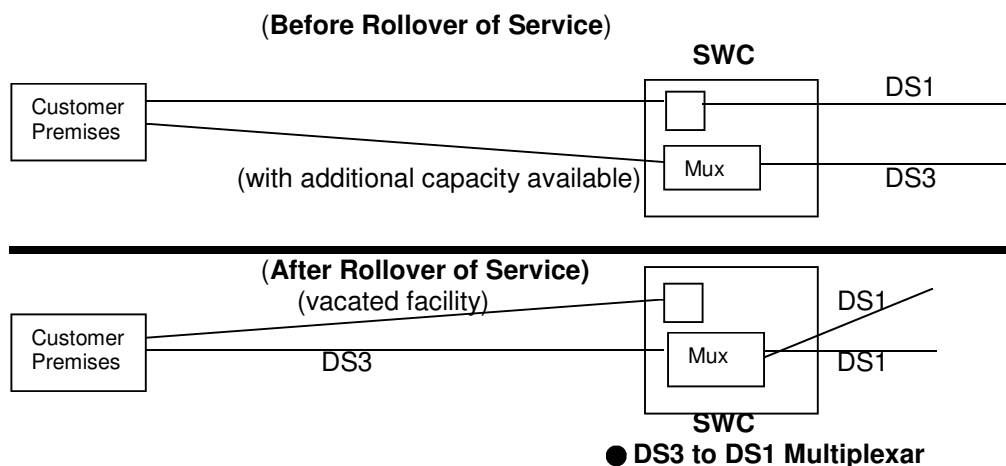 (Before Rollover of Service)
SWC
DS1
Customer
Premises
Mux
(with additional capacity available)
DS3
(After Rollover of Service)
(vacated facility)
DS1
Customer
Premises
DS3
Mux
DS1
SWC
● DS3 to DS1 Multiplexar